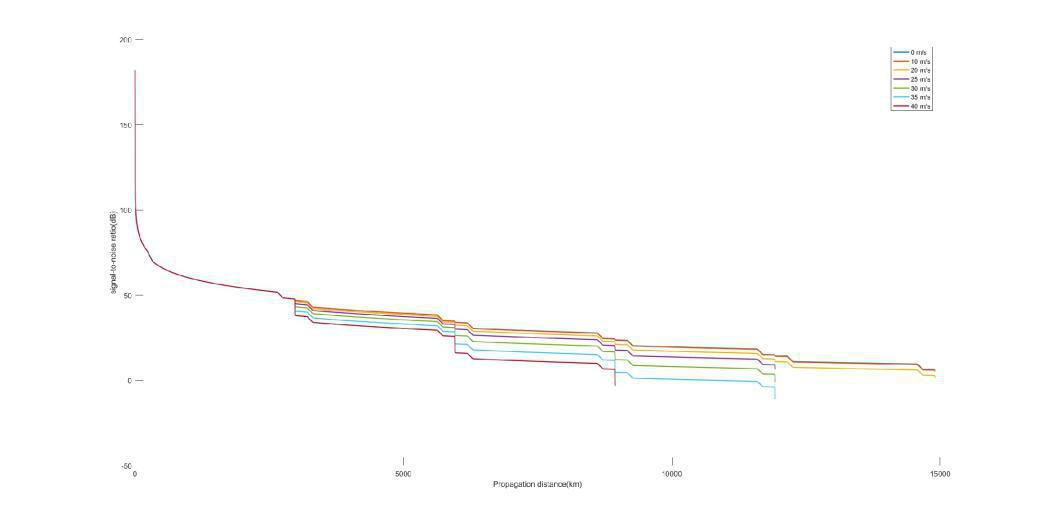 200
150
100
50
0
-50
signal-to-noise ratio(dB)
0
5000
10000
15000
Propagation distance(km)
0 m/s
10 m/s
20 m/s
25 m/s
30 m/s
35 m/s
40 m/s